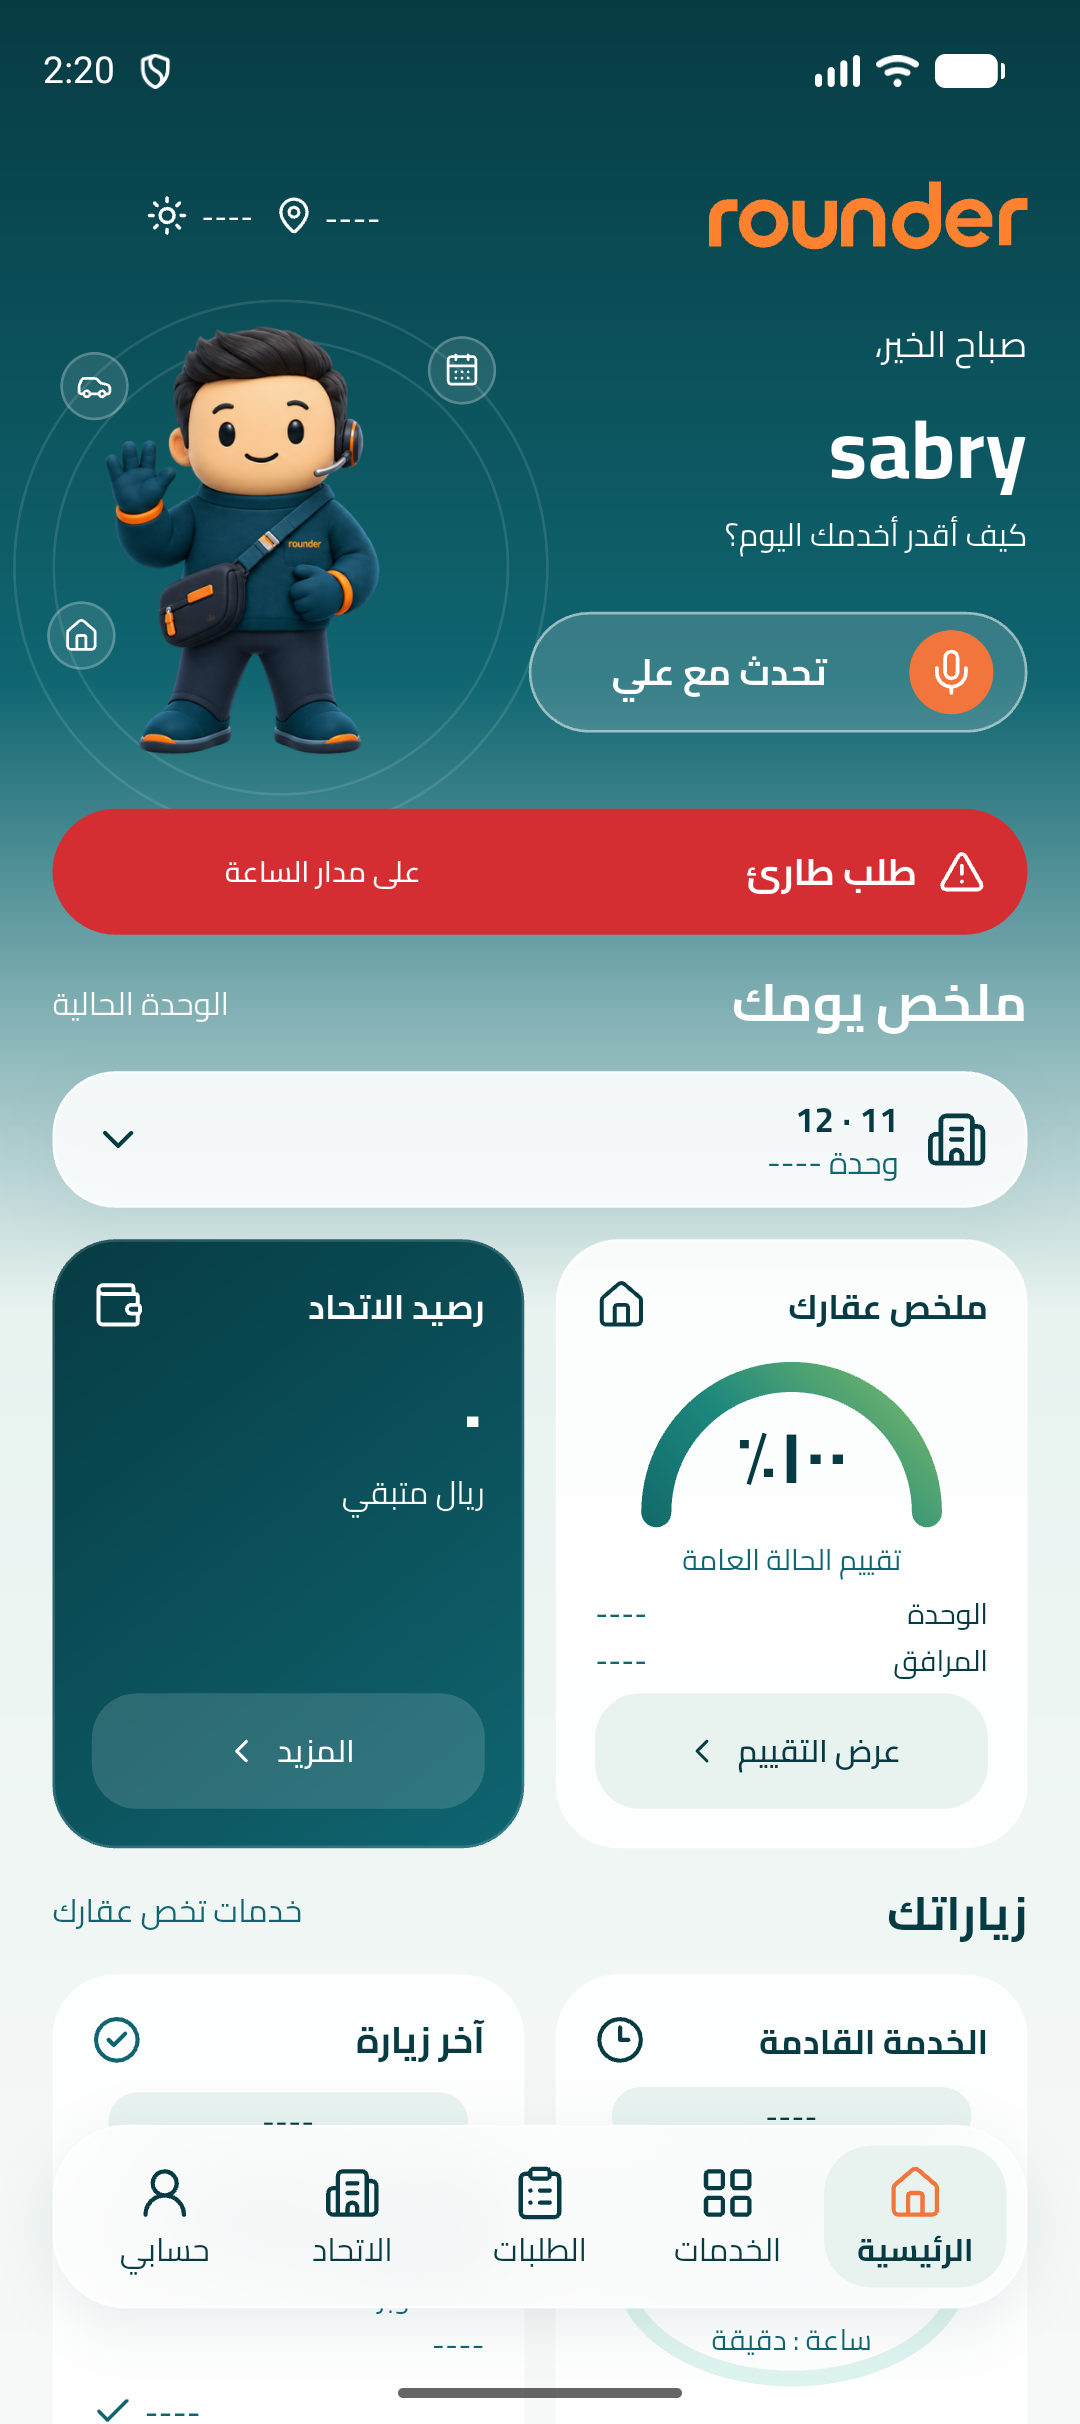 2:20
rounder
----
----
صباح الخير،
sabry
كيف أقدر أخدمك اليوم؟
rounder
تحدث مع علي
طلب طارئ
على مدار الساعة
ملخص يومك
الوحدة الحالية
12 · 11
وحدة ----
ملخص عقارك
٪١٠٠
تقييم الحالة العامة
الوحدة ----
المرافق ----
عرض التقييم
رصيد الاتحاد
٠
ريال متبقي
المزيد
زياراتك
خدمات تخص عقارك
الخدمة القادمة
----
آخر زيارة
----
الرئيسية
الخدمات
الطلبات
الاتحاد
حسابي
ساعة : دقيقة
----
----